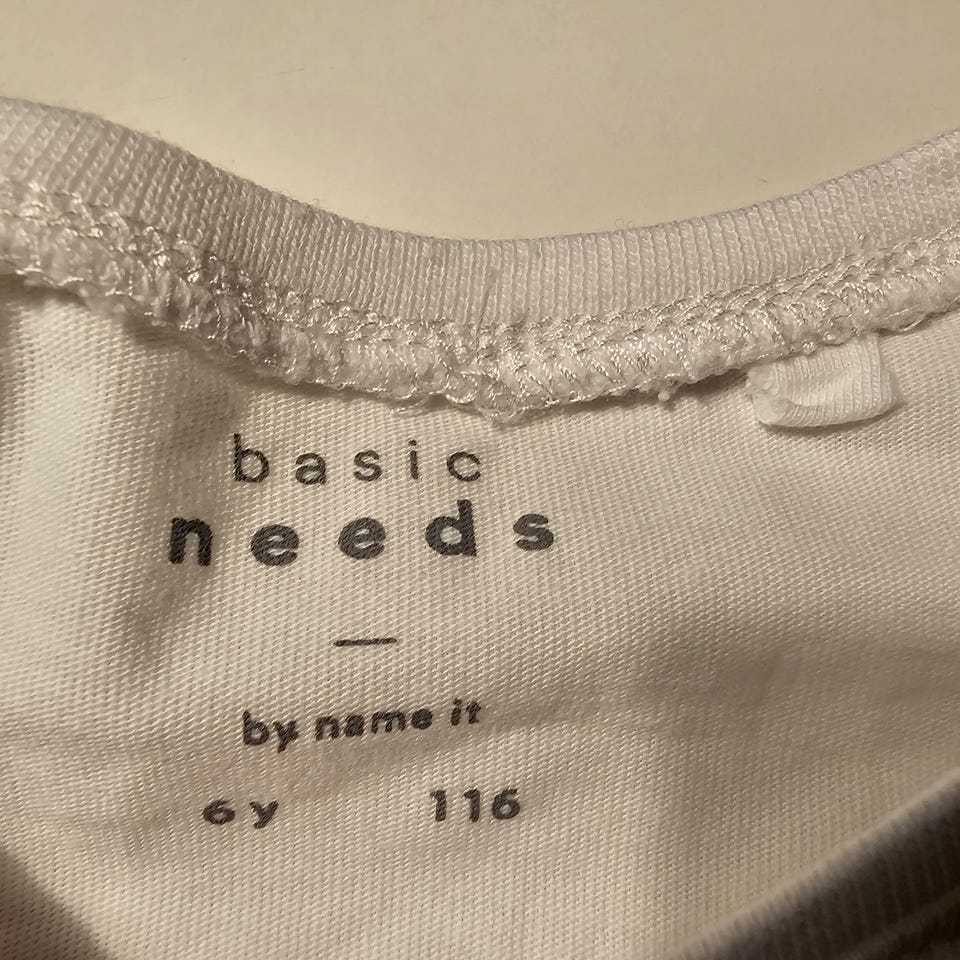 basic
needs
by name it
6y 116